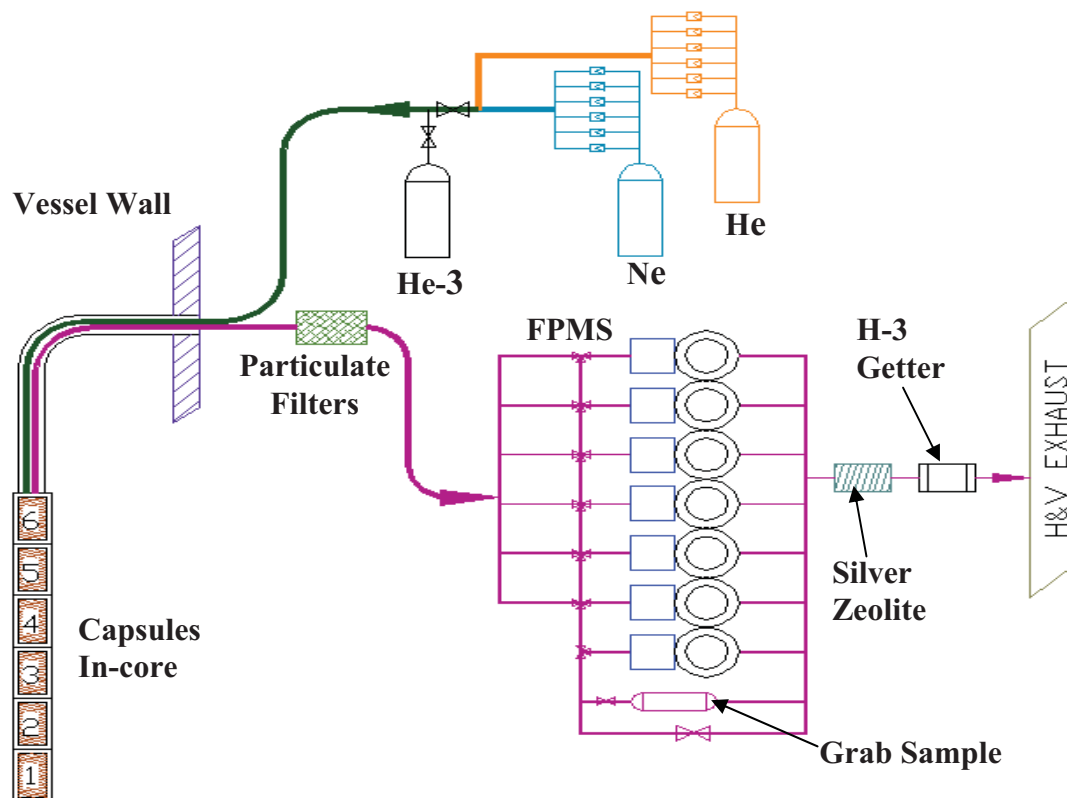 He
Ne
He-3
Vessel Wall
Particulate
Filters
FPMS
H-3
Getter
H&V EXHAUST
Silver
Zeolite
Grab Sample
Capsules
In-core
6
5
4
3
2
1